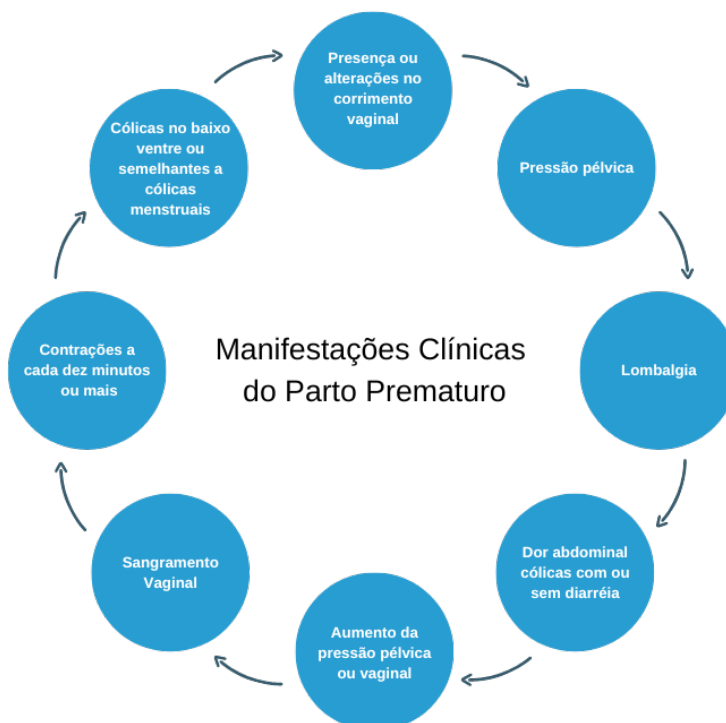 Presença ou
alterações no
corrimento
vaginal
Pressão pélvica
Lombalgia
Dor abdominal
cólicas com ou
sem diarréia
Aumento da
pressão pélvica
ou vaginal
Sangramento
Vaginal
Contrações a
cada dez minutos
ou mais
Cólicas no baixo
ventre ou
semelhantes a
cólicas
menstruais
Manifestações Clínicas
do Parto Prematuro